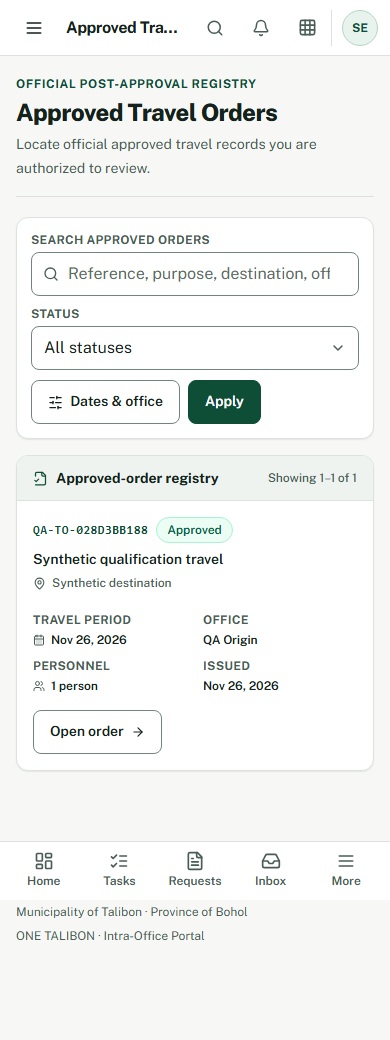 Approved Tra...
SE
OFFICIAL POST-APPROVAL REGISTRY
Approved Travel Orders
Locate official approved travel records you are
authorized to review.
SEARCH APPROVED ORDERS
Reference, purpose, destination, off
STATUS
All statuses
Dates & office
Apply
Approved-order registry
Showing 1–1 of 1
QA-TO-028D3BB188
Approved
Synthetic qualification travel
Synthetic destination
TRAVEL PERIOD
OFFICE
Nov 26, 2026
QA Origin
PERSONNEL
ISSUED
1 person
Nov 26, 2026
Open order
Home
Tasks
Requests
Inbox
More
Municipality of Talibon · Province of Bohol
ONE TALIBON · Intra-Office Portal